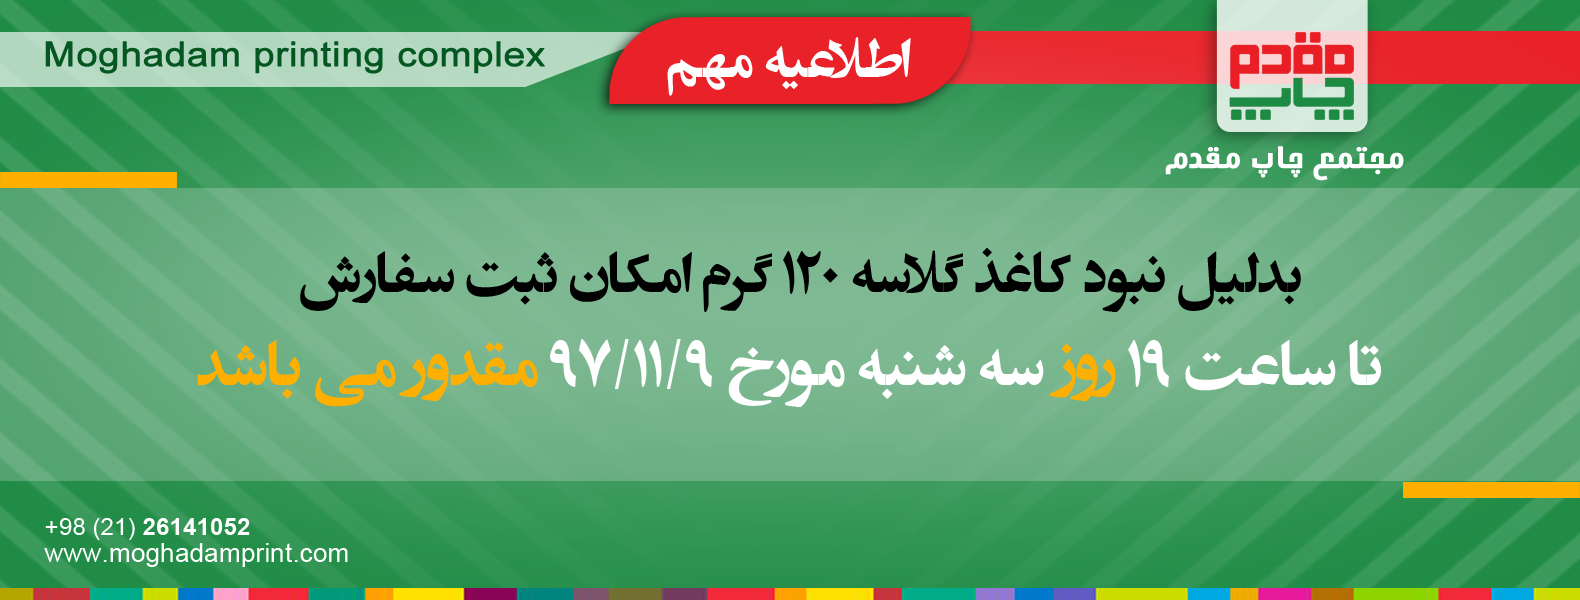 Moghadam printing complex
اطلاعیه مهم
مقدم
چاپ
مجتمع چاپ مقدم
بدلیل نبود کاغذ گلاسه ۱۲۰ گرم امکان ثبت سفارش
تا ساعت ۱۹ روز سه شنبه مورخ ۹۷/۱۱/۹ مقدور می باشد
+98 (21) 26141052
www.moghadamprint.com